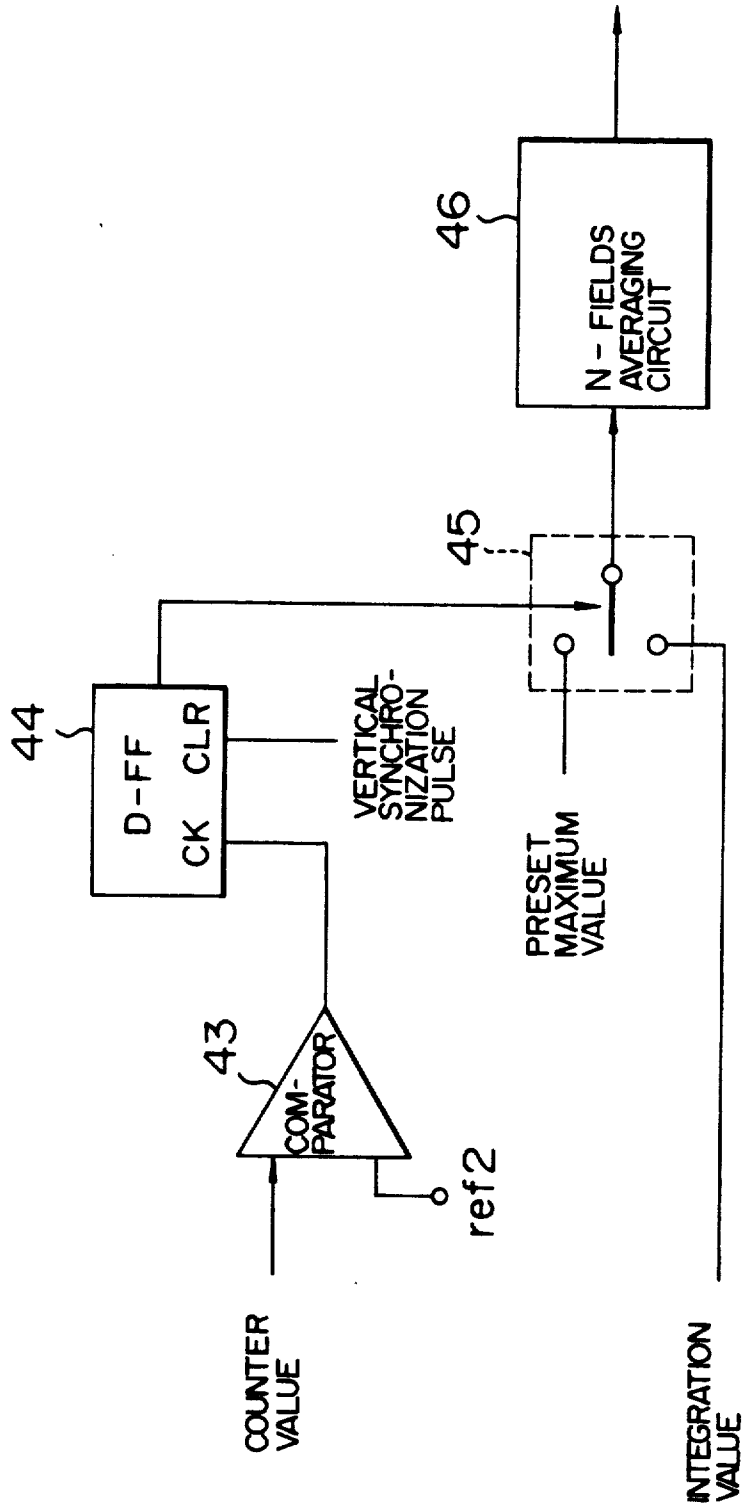 COUNTER
VALUE
43
COM-
PARATOR
ref2
44
D-FF
CK CLR
VERTICAL
SYNCHRO-
NIZATION
PULSE
45
PRESET
MAXIMUM
VALUE
INTEGRATION
VALUE
46
N-FIELDS
AVERAGING
CIRCUIT